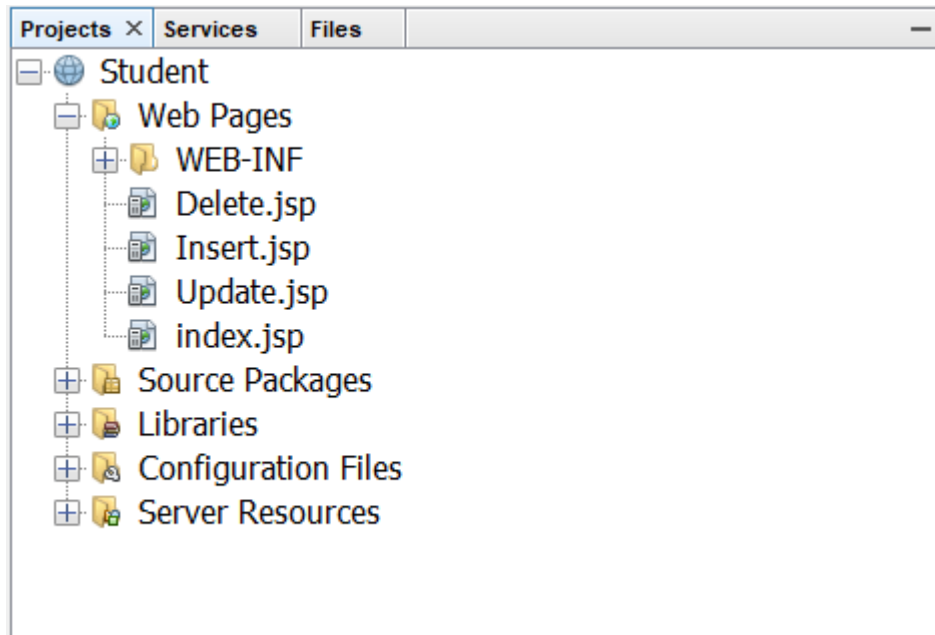 Projects Services Files
Student
Web Pages
WEB-INF
Delete.jsp
Insert.jsp
Update.jsp
index.jsp
Source Packages
Libraries
Configuration Files
Server Resources